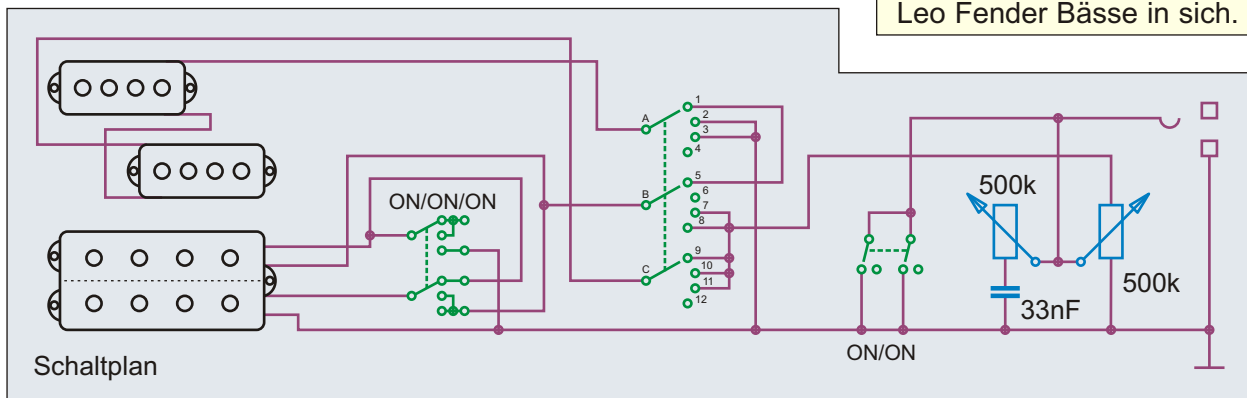 Leo Fender Bässe in sich.
A
1
2
3
4
B
5
6
7
8
C
9
10
11
12
ON/ON/ON
500k
500k
33nF
ON/ON
Schaltplan